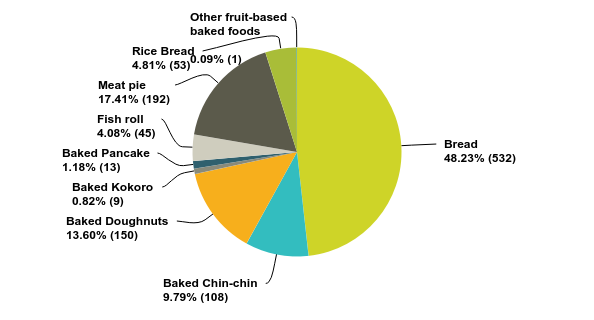 Other fruit-based
baked foods
0.09% (1)
Rice Bread
4.81% (53)
Meat pie
17.41% (192)
Fish roll
4.08% (45)
Baked Pancake
1.18% (13)
Baked Kokoro
0.82% (9)
Baked Doughnuts
13.60% (150)
Baked Chin-chin
9.79% (108)
Bread
48.23% (532)